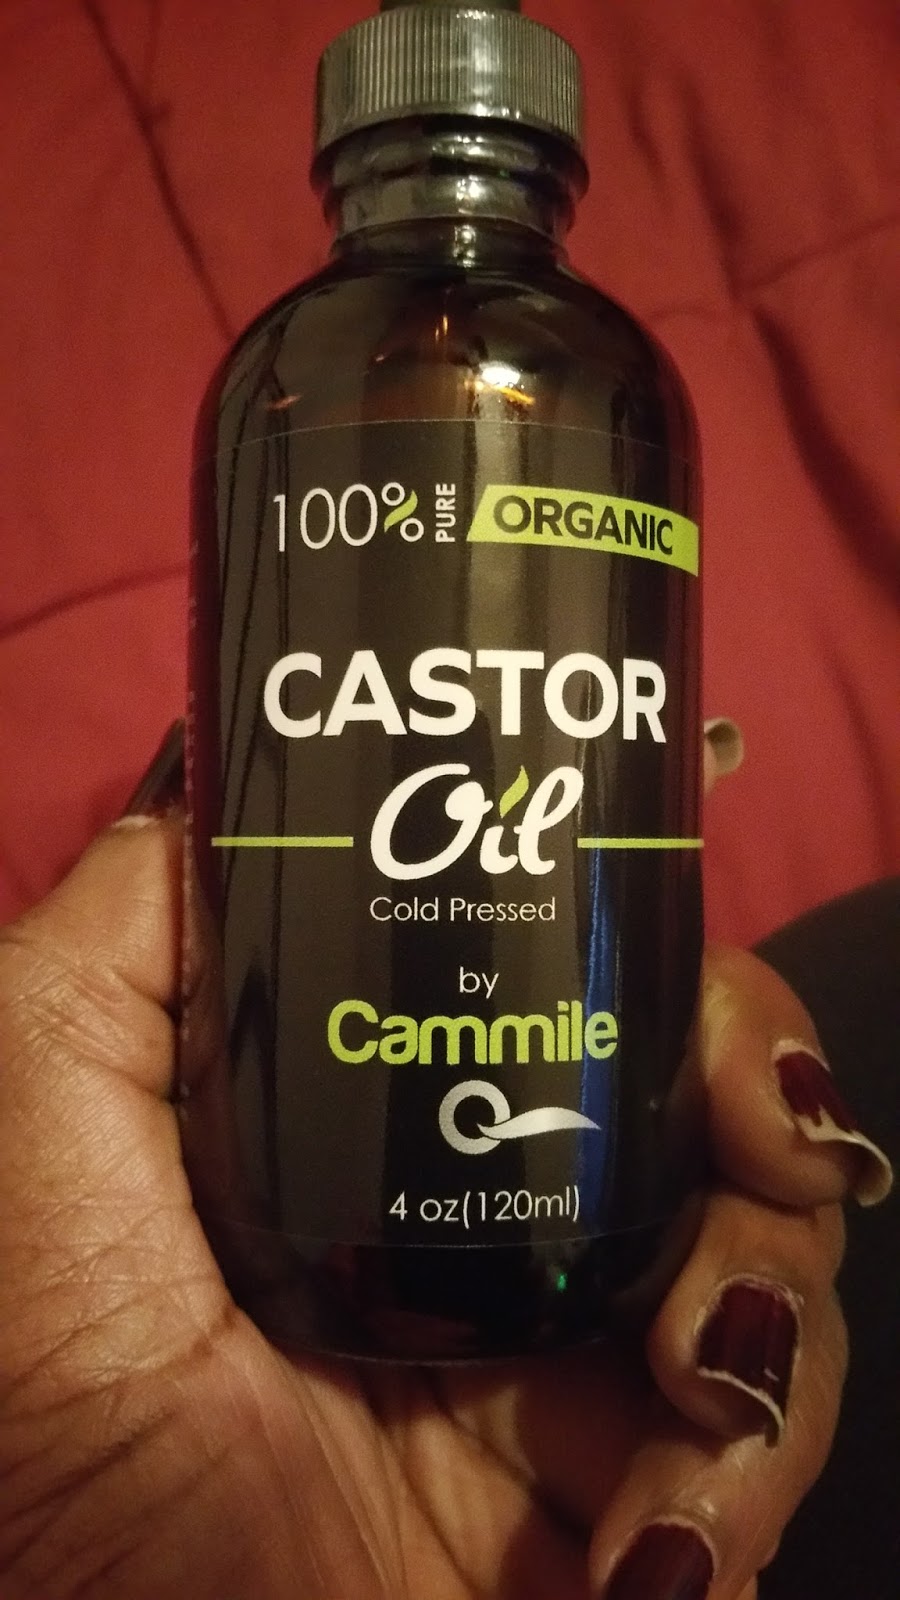 100% PURE ORGANIC
CASTOR
Oil
Cold Pressed
by
Cammile
4 oz(120ml)